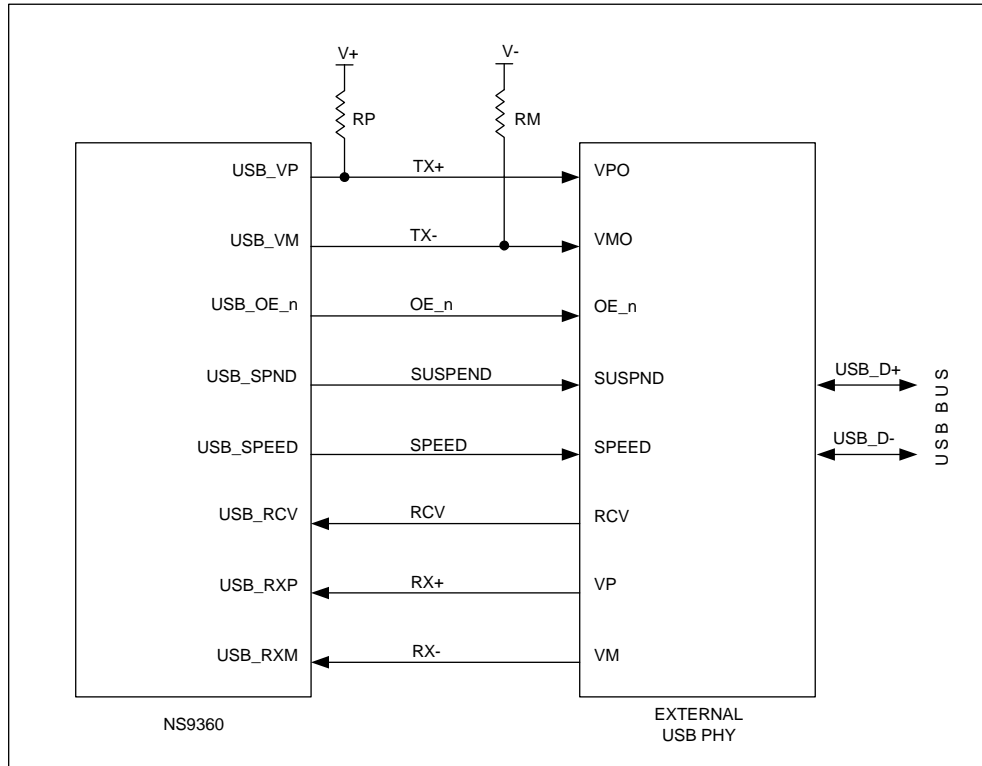 V+
V-
RP
RM
USB_VP
TX+
VPO
USB_VM
TX-
VMO
USB_OE_n
OE_n
OE_n
USB_SPND
SUSPEND
SUSPND
USB_D+
USB_SPEED
SPEED
SPEED
USB_D-
USB BUS
USB_RCV
RCV
RCV
USB_RXP
RX+
VP
USB_RXM
RX-
VM
NS9360
EXTERNAL
USB PHY